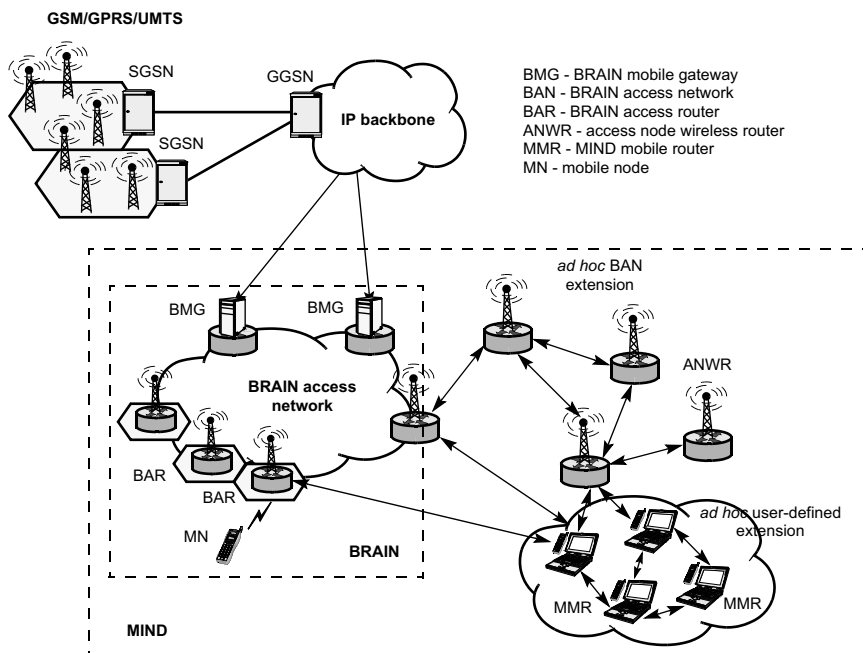 GSM/GPRS/UMTS
SGSN
GGSN
SGSN
IP backbone
BMG - BRAIN mobile gateway
BAN - BRAIN access network
BAR - BRAIN access router
ANWR - access node wireless router
MMR - MIND mobile router
MN - mobile node
ad hoc BAN
extension
BMG
BMG
ANWR
BRAIN access
network
BAR
BAR
MN
BRAIN
ad hoc user-defined
extension
MMR
MMR
MIND